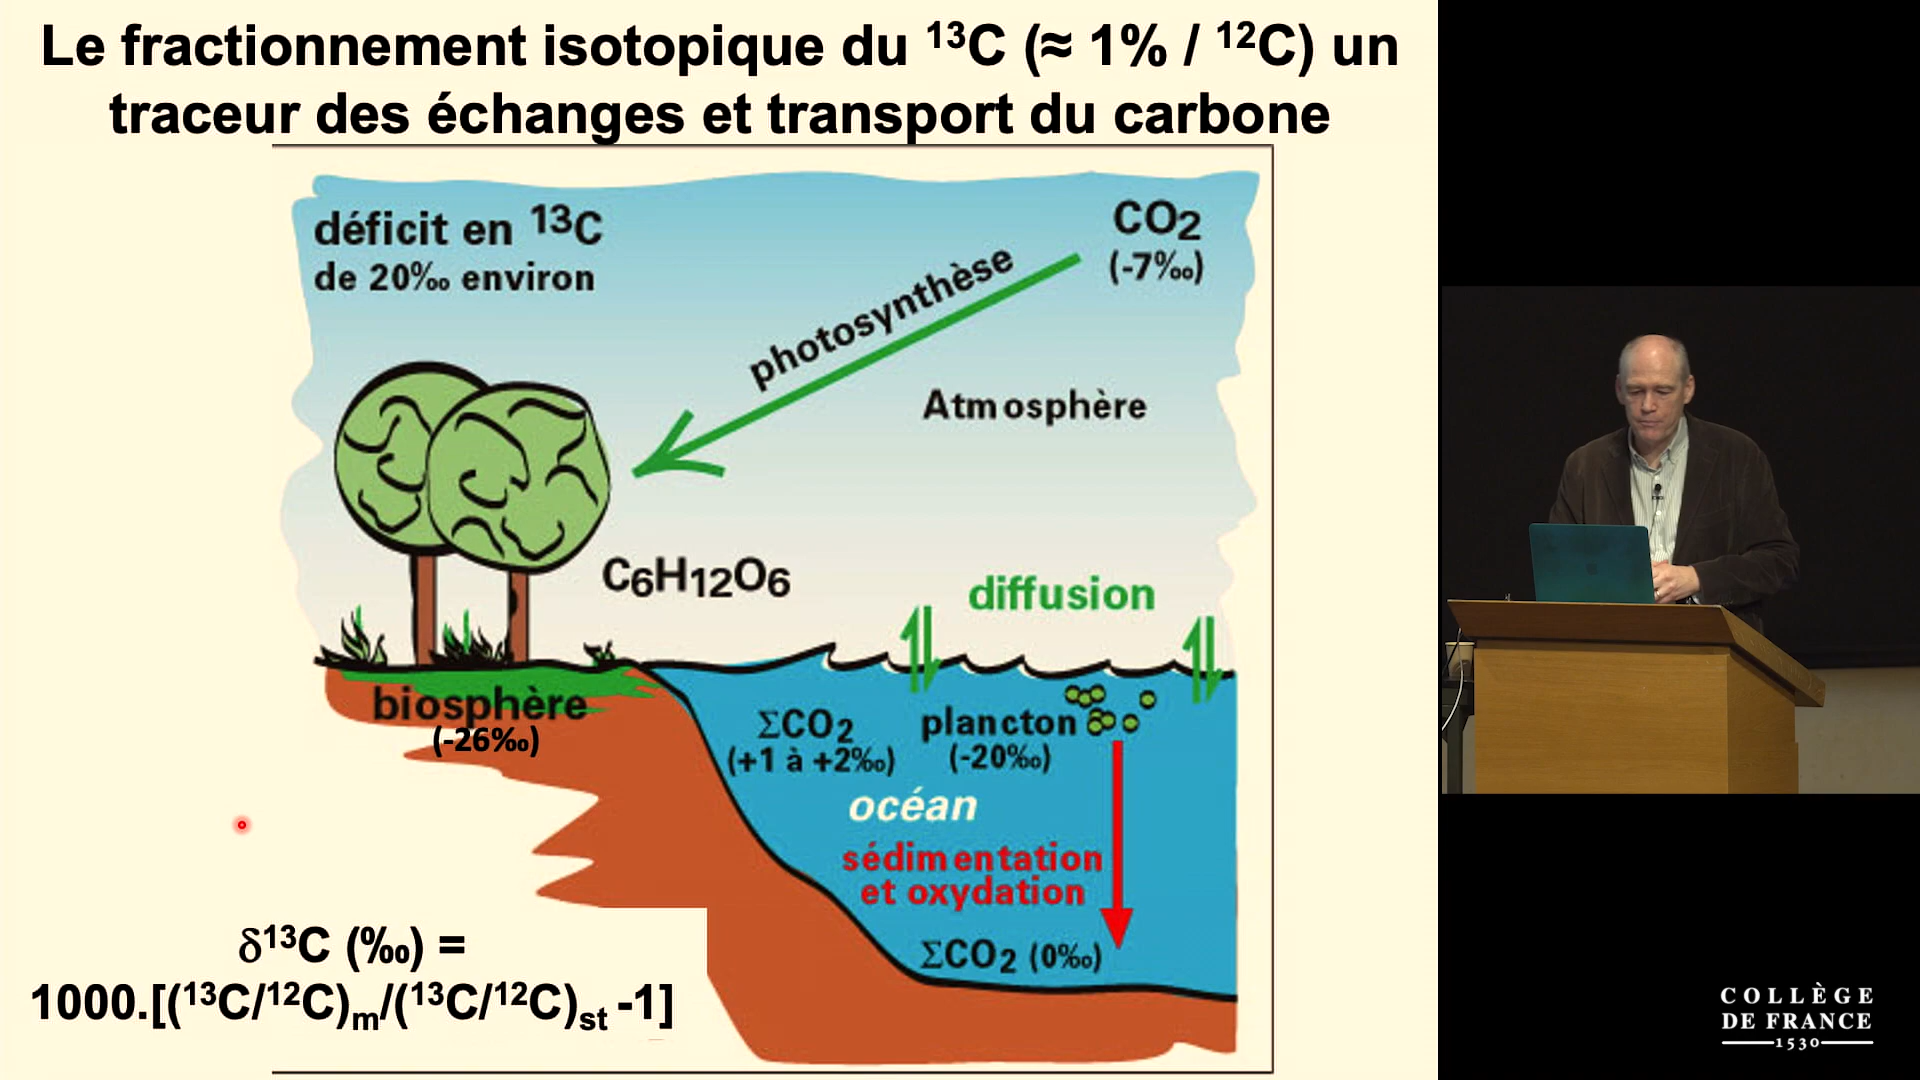 Le fractionnement isotopique du ¹³C (≈ 1% / ¹²C) un
traceur des échanges et transport du carbone
déficit en ¹³C
de 20‰ environ
CO₂
(-7‰)
photosynthèse
Atmosphère
C₆H₁₂O₆
diffusion
biosphère
(-26‰)
ΣCO₂
(+1 à +2‰)
plancton
(-20‰)
océan
sédimentation
et oxydation
ΣCO₂ (0‰)
δ¹³C (‰) =
1000.[(¹³C/¹²C)m/(¹³C/¹²C)st -1]
COLLÈGE
DE FRANCE
1530